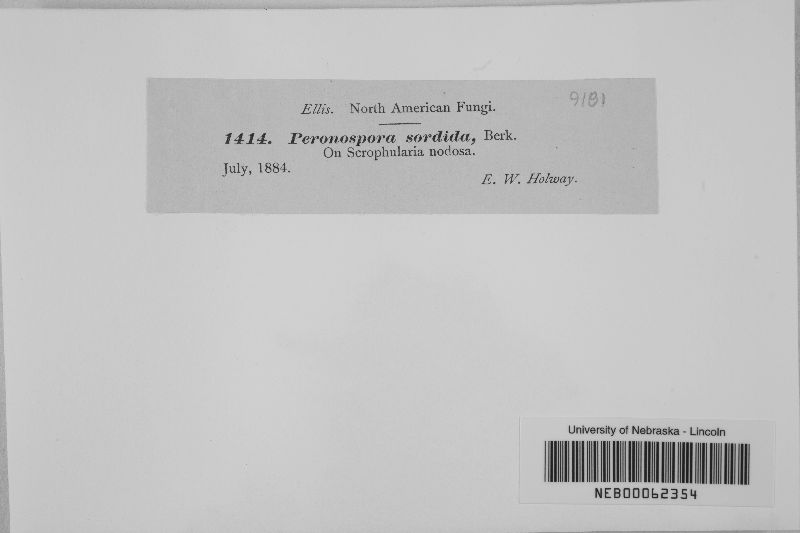 Ellis. North American Fungi.
9181
1414. Peronospora sordida, Berk.
On Scrophularia nodosa.
July, 1884.
E. W. Holway.
University of Nebraska - Lincoln
NEB00062354